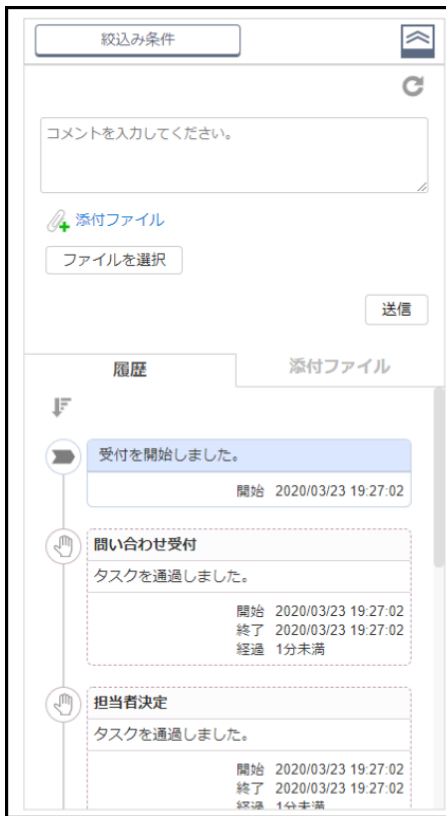 絞込み条件
コメントを入力してください。
添付ファイル
ファイルを選択
送信
履歴 添付ファイル
受付を開始しました。
開始 2020/03/23 19:27:02
問い合わせ受付
タスクを通過しました。
開始 2020/03/23 19:27:02
終了 2020/03/23 19:27:02
経過 1分未満
担当者決定
タスクを通過しました。
開始 2020/03/23 19:27:02
終了 2020/03/23 19:27:02
経過 1分未満